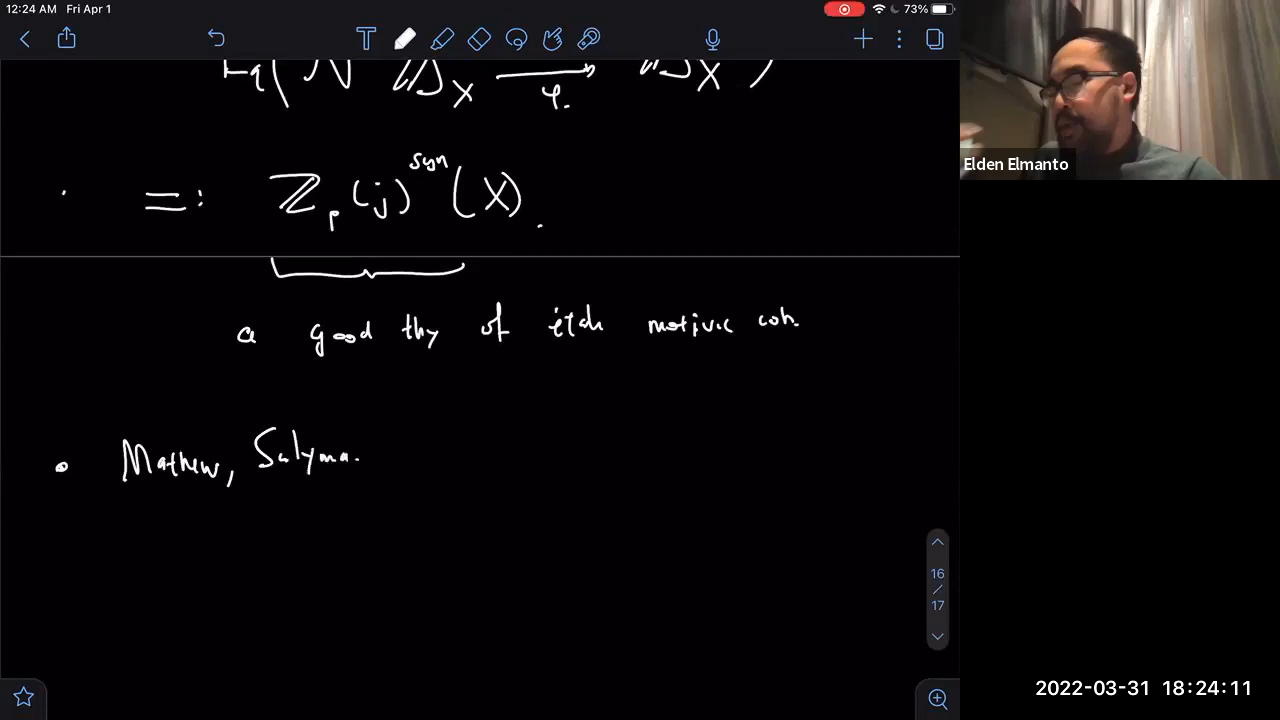 12:24 AM Fri Apr 1
73%
φ.
=: ℤ_p(j)^syn (X).
a good thy of étale motivic coh.
• Mathew, Sulyma.
16
/
17
Elden Elmanto
2022-03-31 18:24:11